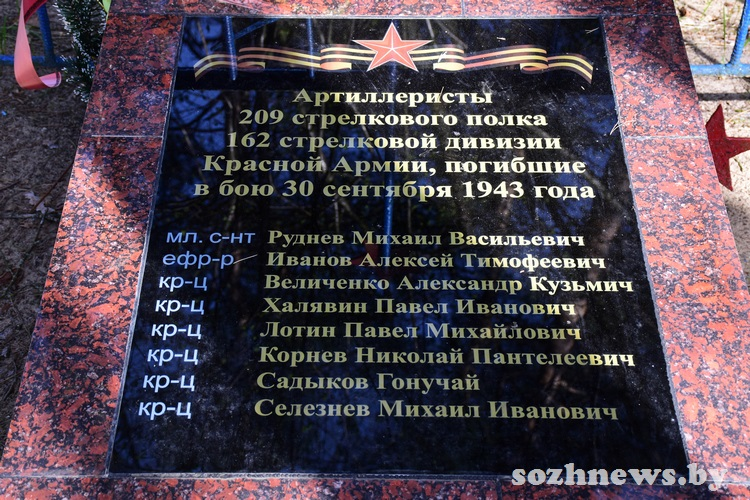 Артиллеристы
209 стрелкового полка
162 стрелковой дивизии
Красной Армии, погибшие
в бою 30 сентября 1943 года
мл. с-нт Руднев Михаил Васильевич
ефр-р Иванов Алексей Тимофеевич
кр-ц Величенко Александр Кузьмич
кр-ц Халявин Павел Иванович
кр-ц Лотин Павел Михайлович
кр-ц Корнев Николай Пантелеевич
кр-ц Садыков Гонучай
кр-ц Селезнев Михаил Иванович
sozhnews.by